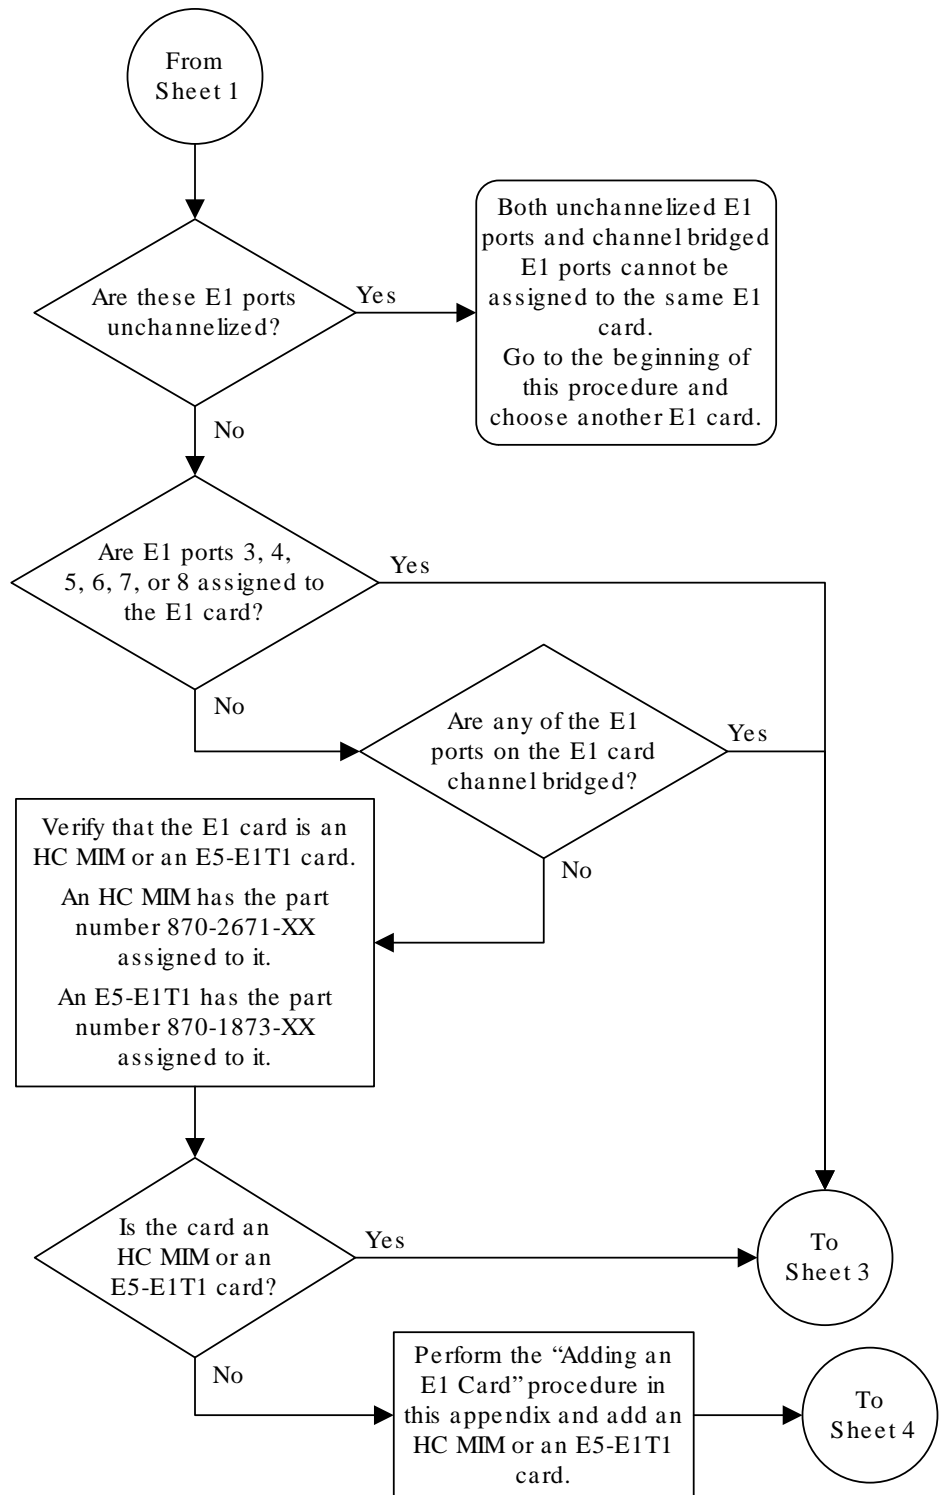 From
Sheet 1
Are these E1 ports
unchannelized?
Yes
Both unchannelized E1
ports and channel bridged
E1 ports cannot be
assigned to the same E1
card.
Go to the beginning of
this procedure and
choose another E1 card.
No
Are E1 ports 3, 4,
5, 6, 7, or 8 assigned to
the E1 card?
Yes
No
Are any of the E1
ports on the E1 card
channel bridged?
Yes
No
Verify that the E1 card is an
HC MIM or an E5-E1T1 card.
An HC MIM has the part
number 870-2671-XX
assigned to it.
An E5-E1T1 has the part
number 870-1873-XX
assigned to it.
Is the card an
HC MIM or an
E5-E1T1 card?
Yes
To
Sheet 3
No
Perform the “Adding an
E1 Card” procedure in
this appendix and add an
HC MIM or an E5-E1T1
card.
To
Sheet 4